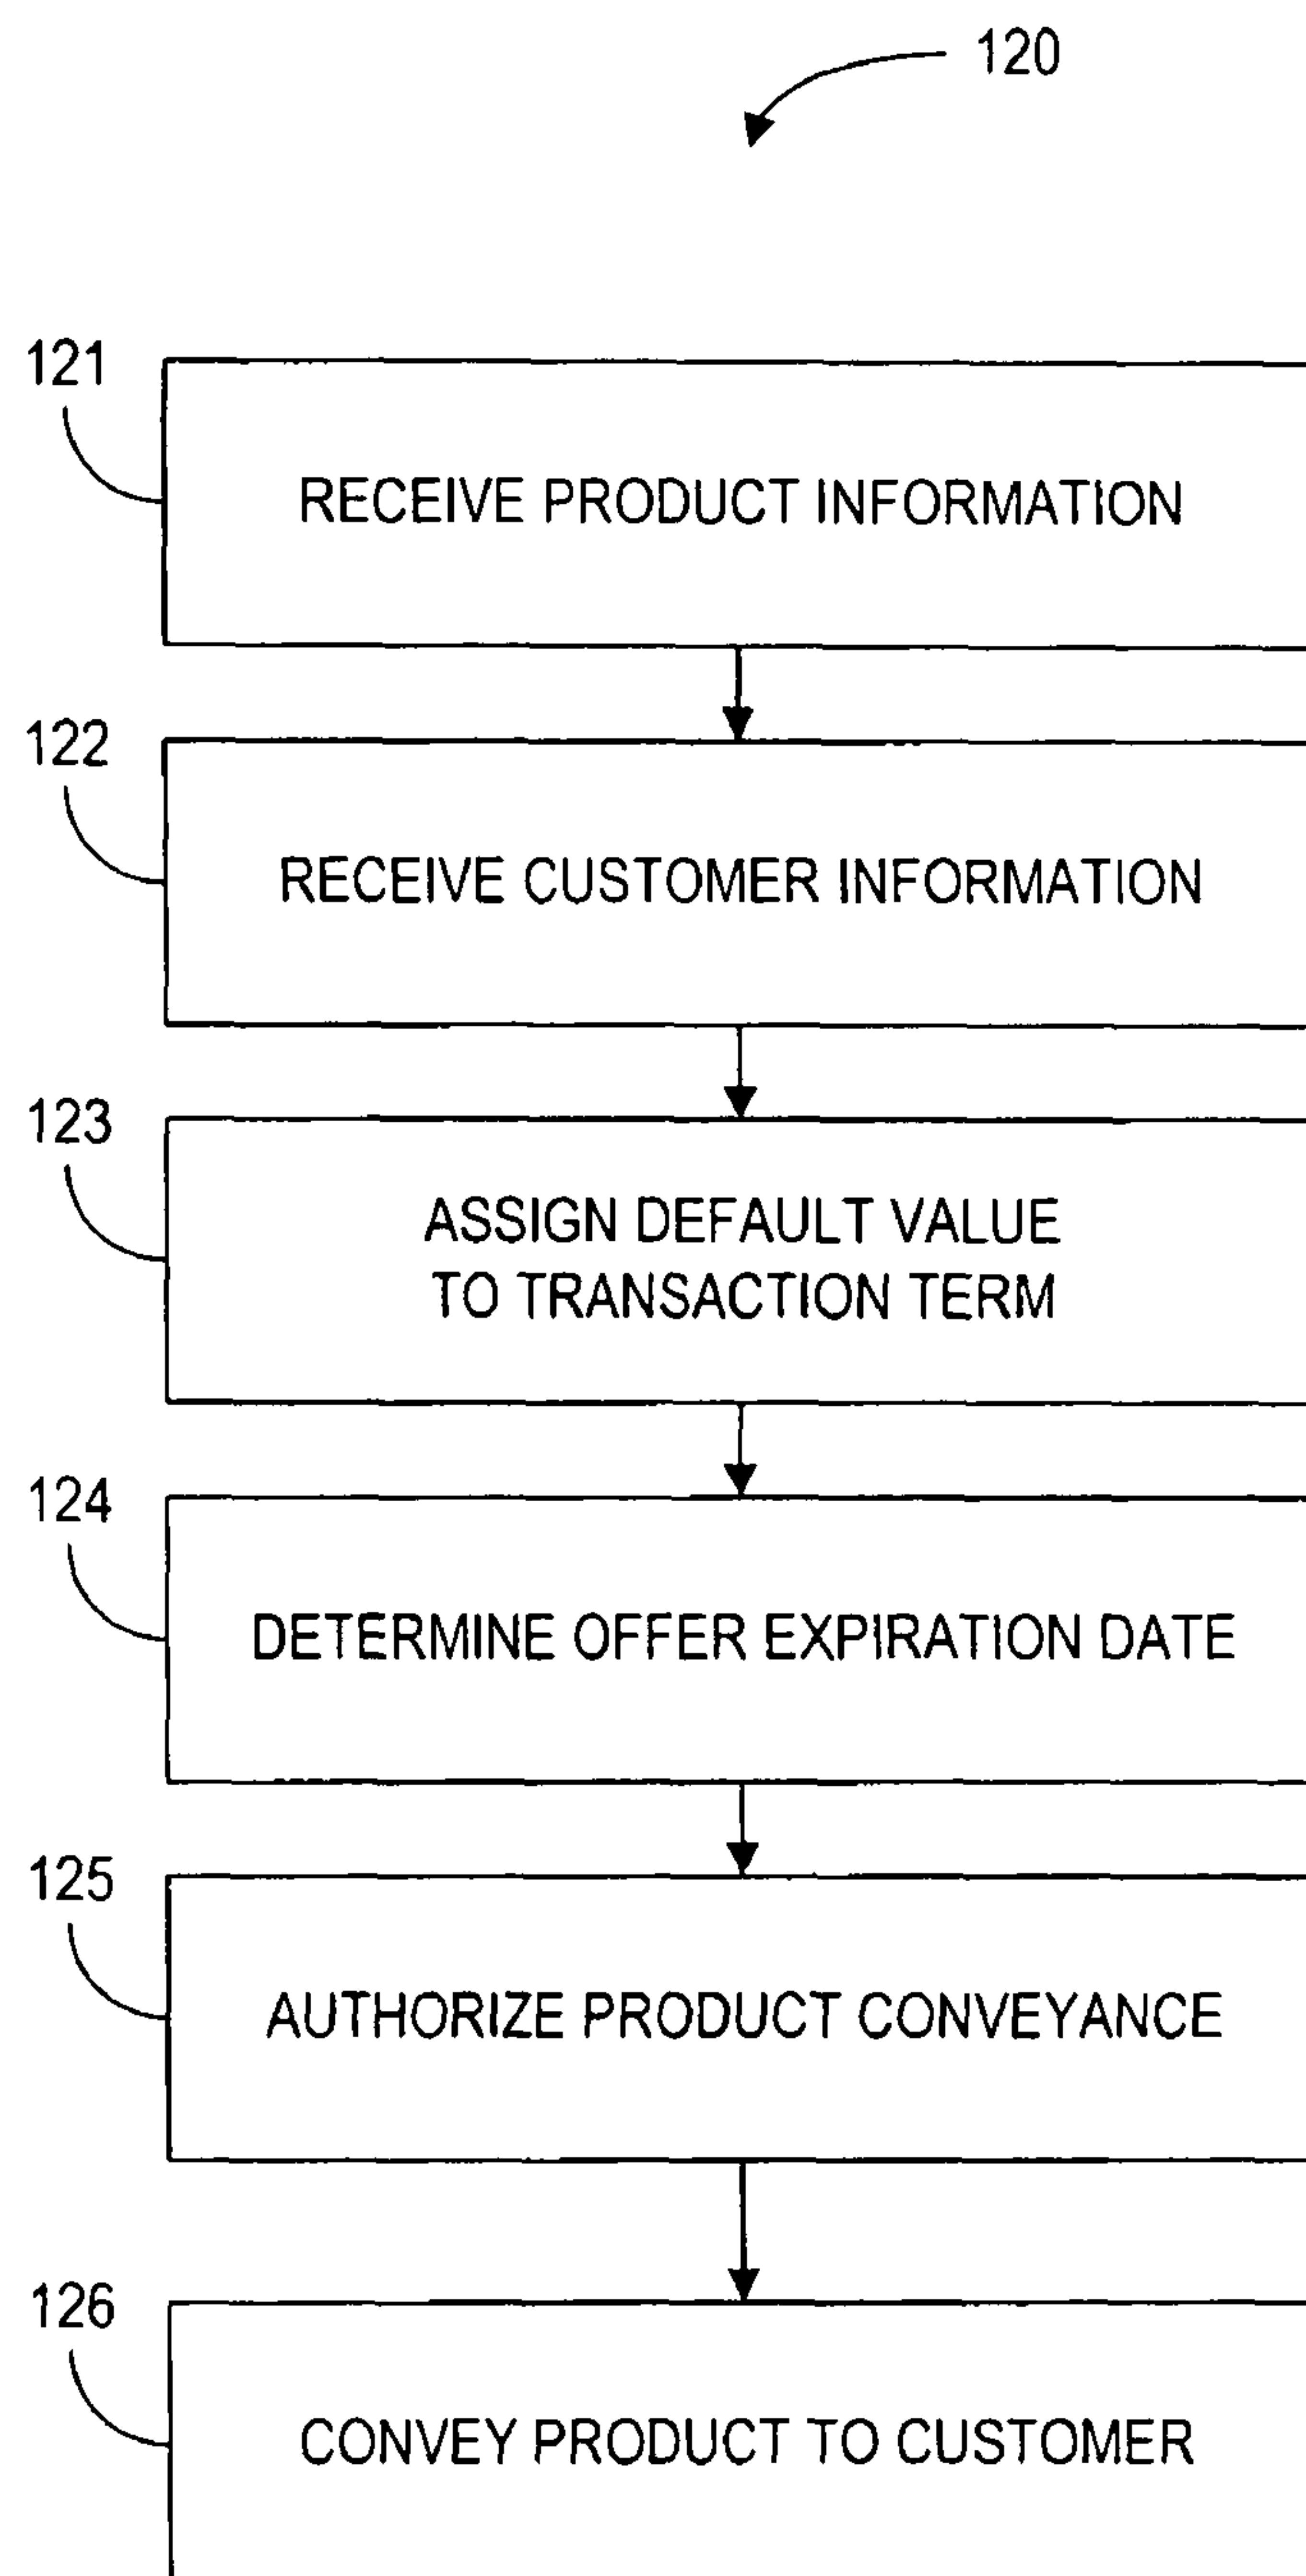 120
121
RECEIVE PRODUCT INFORMATION
122
RECEIVE CUSTOMER INFORMATION
123
ASSIGN DEFAULT VALUE
TO TRANSACTION TERM
124
DETERMINE OFFER EXPIRATION DATE
125
AUTHORIZE PRODUCT CONVEYANCE
126
CONVEY PRODUCT TO CUSTOMER